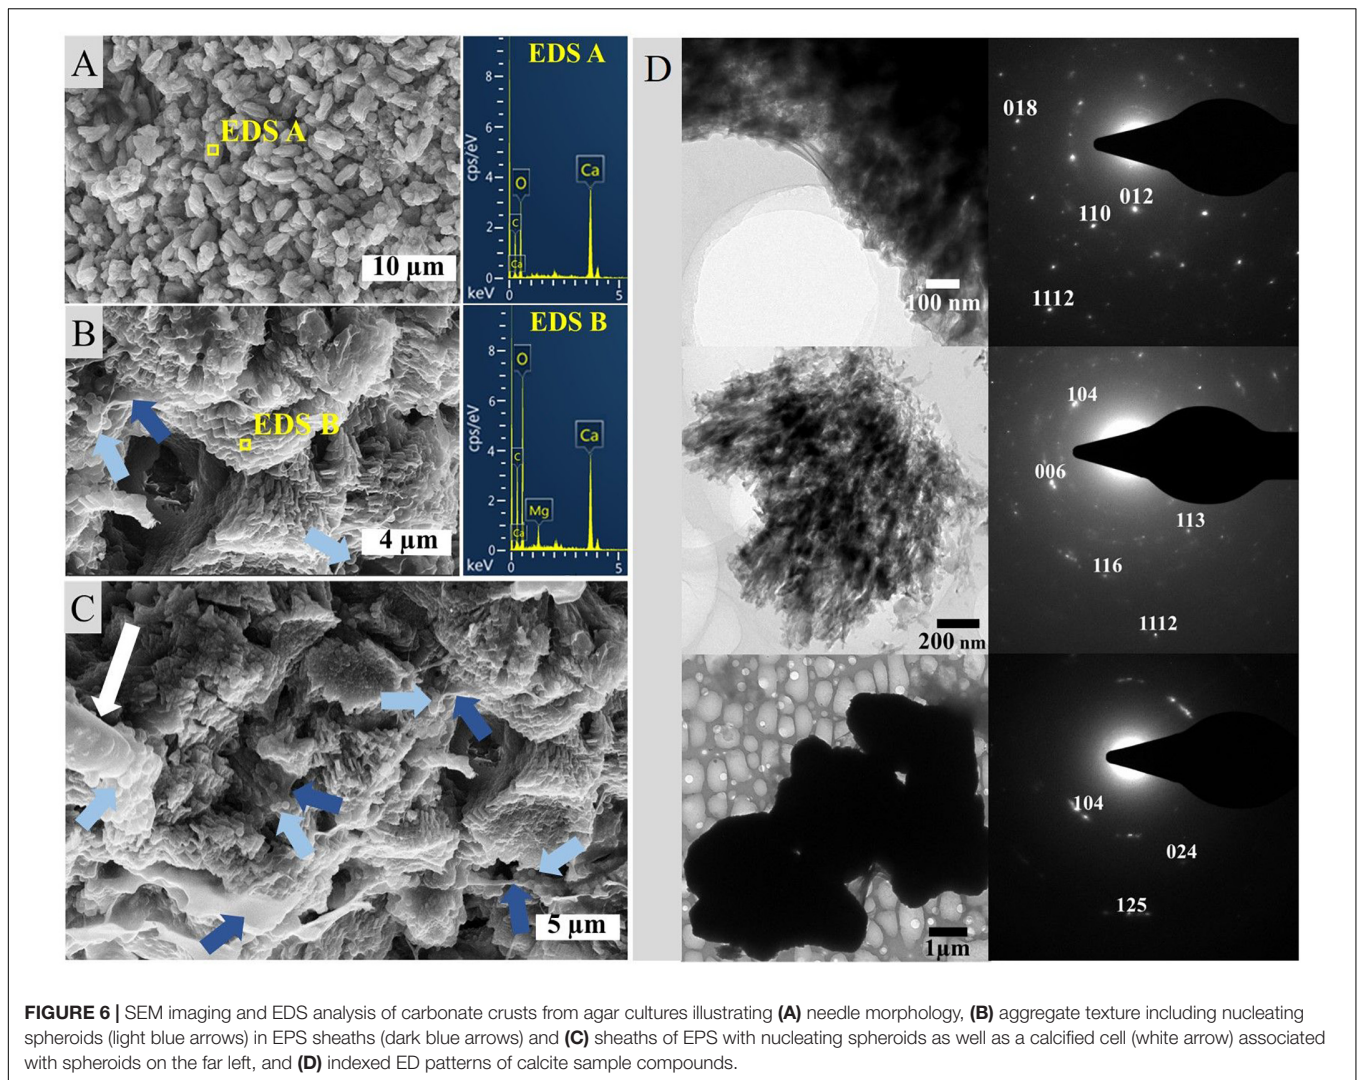 A
EDS A
10 µm
EDS A
cps/eV
8
6
4
2
0
O
C
Ca
Ca
keV
0
5
B
EDS B
4 µm
EDS B
cps/eV
8
6
4
2
0
O
C
Ca
Mg
Ca
keV
0
5
C
5 µm
D
100 nm
018
012
110
1112
200 nm
104
006
113
116
1112
1µm
104
024
125
FIGURE 6 | SEM imaging and EDS analysis of carbonate crusts from agar cultures illustrating (A) needle morphology, (B) aggregate texture including nucleating
spheroids (light blue arrows) in EPS sheaths (dark blue arrows) and (C) sheaths of EPS with nucleating spheroids as well as a calcified cell (white arrow) associated
with spheroids on the far left, and (D) indexed ED patterns of calcite sample compounds.